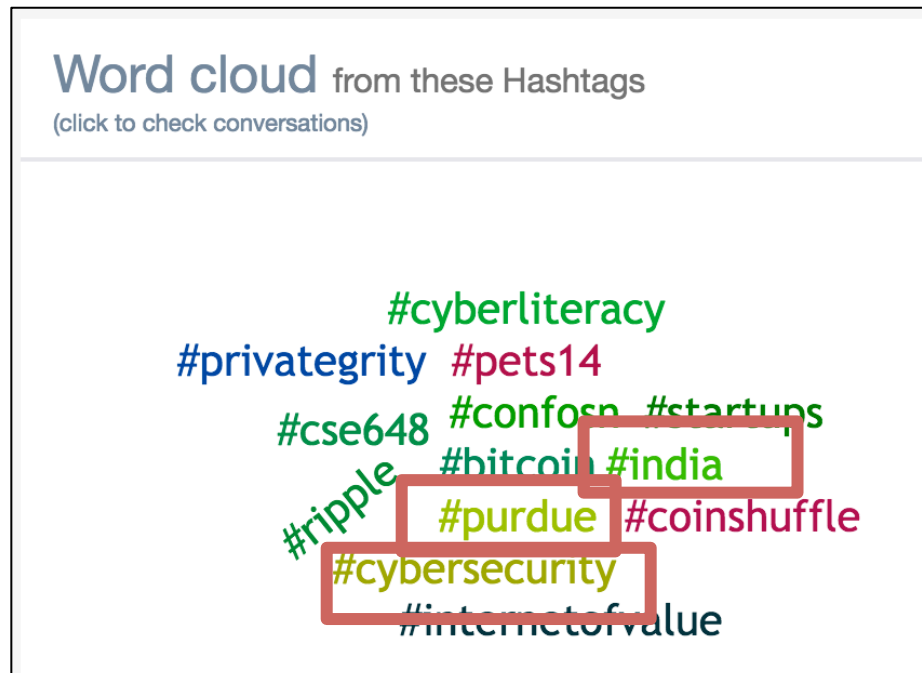 Word cloud from these Hashtags
(click to check conversations)
#cyberliteracy
#privategrity #pets14
#cse648 #confosn #startups
#ripple #bitcoin #india
#purdue #coinshuffle
#cybersecurity
#internetofvalue